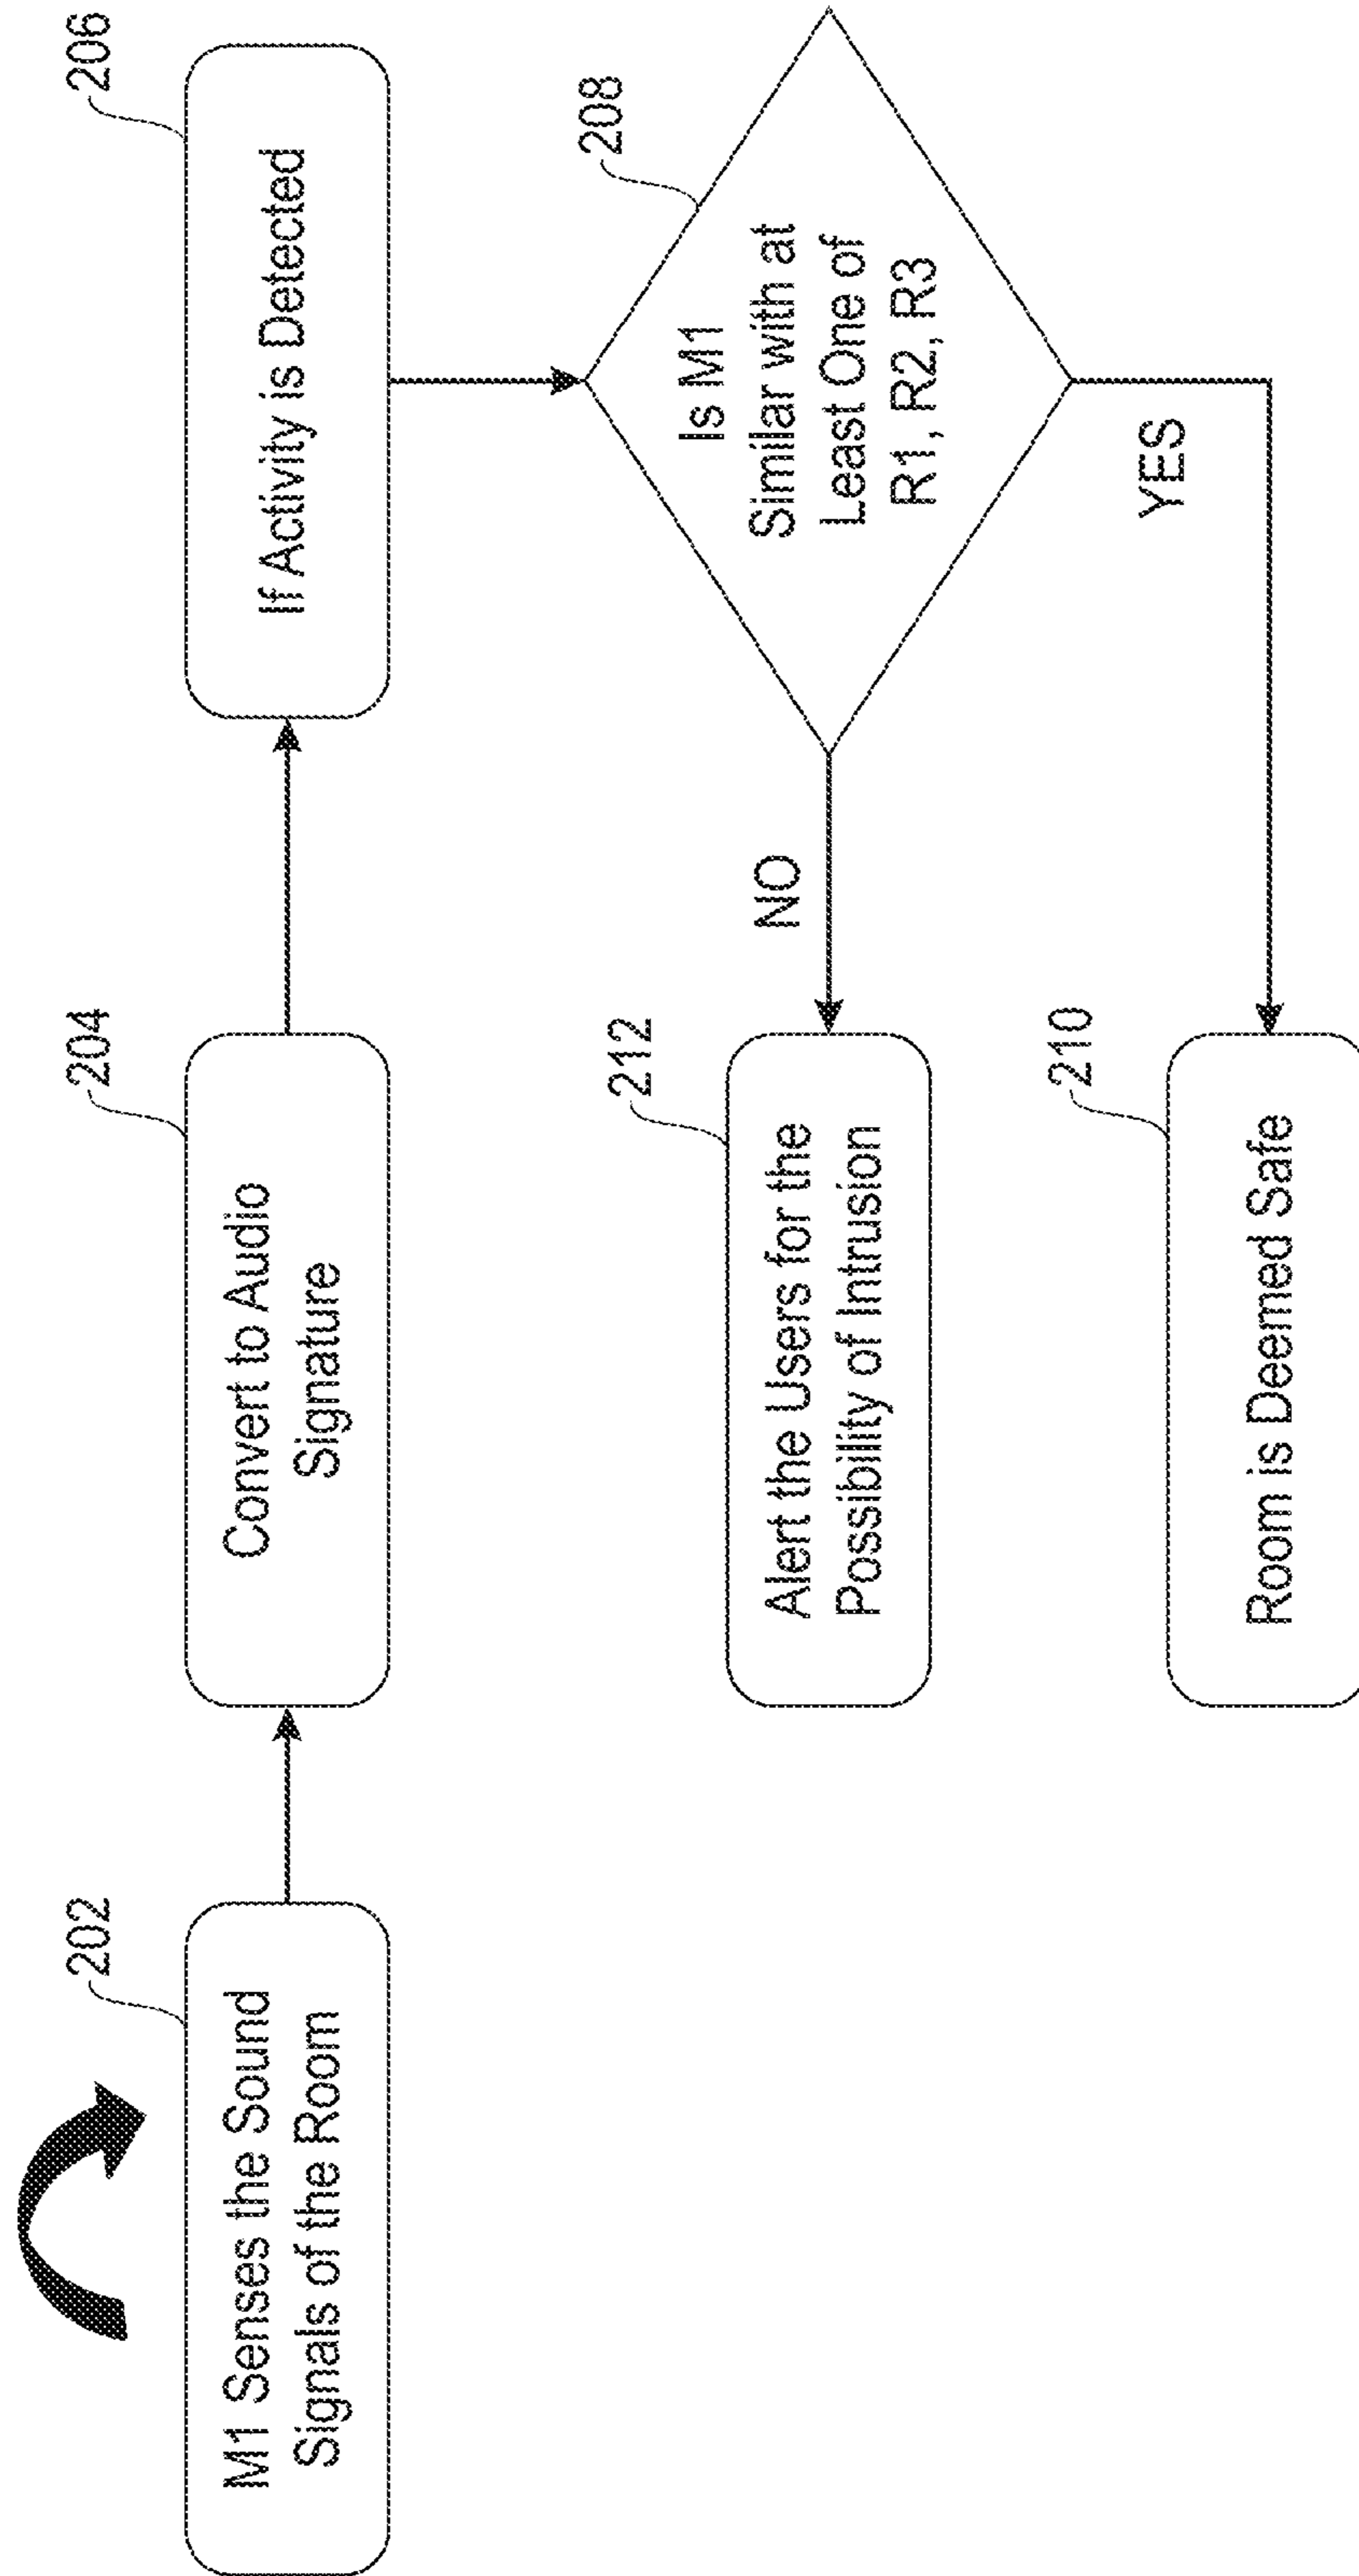 202
M1 Senses the Sound
Signals of the Room
204
Convert to Audio
Signature
206
If Activity is Detected
208
Is M1
Similar with at
Least One of
R1, R2, R3
NO
212
Alert the Users for the
Possibility of Intrusion
YES
210
Room is Deemed Safe